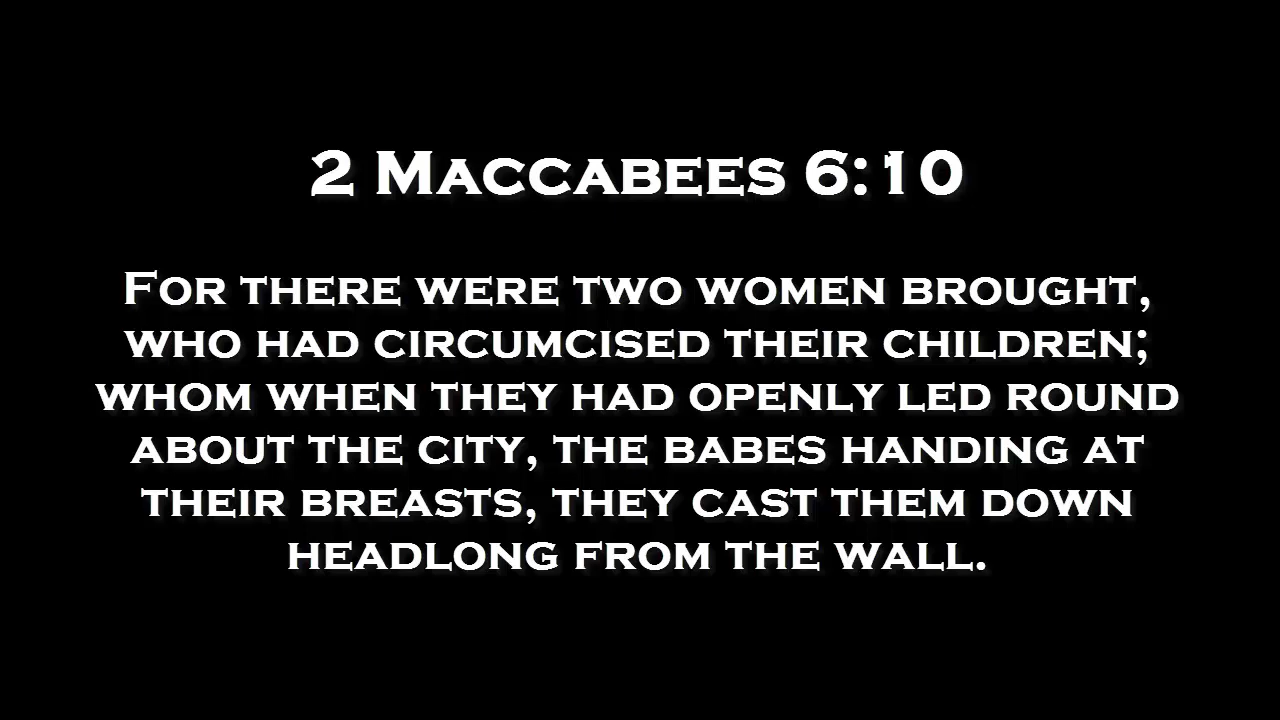 2 Maccabees 6:10
For there were two women brought,
who had circumcised their children;
whom when they had openly led round
about the city, the babes handing at
their breasts, they cast them down
headlong from the wall.